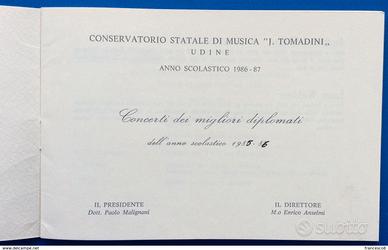 CONSERVATORIO STATALE DI MUSICA "J. TOMADINI„
UDINE
ANNO SCOLASTICO 1986-87
Concerti dei migliori diplomati
dell'anno scolastico 1985-86
IL PRESIDENTE
Dott. Paolo Malignani
IL DIRETTORE
M.o Enrico Anselmi
subito